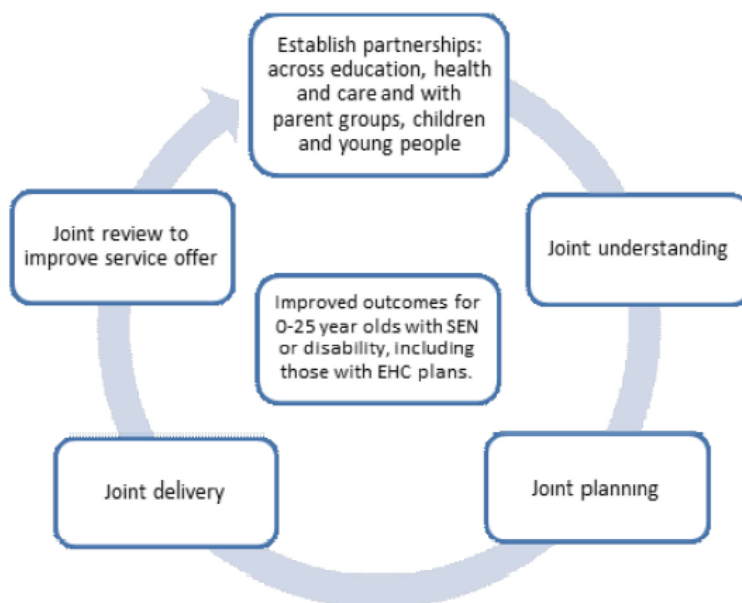 Establish partnerships:
across education, health
and care and with
parent groups, children
and young people
Joint understanding
Joint planning
Joint delivery
Joint review to
improve service offer
Improved outcomes for
0-25 year olds with SEN
or disability, including
those with EHC plans.